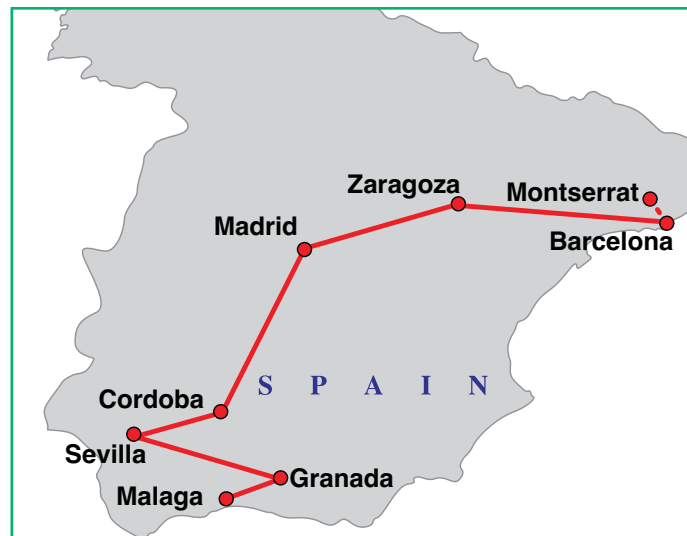 Zaragoza
Montserrat
Madrid
Barcelona
S P A I N
Cordoba
Sevilla
Granada
Malaga